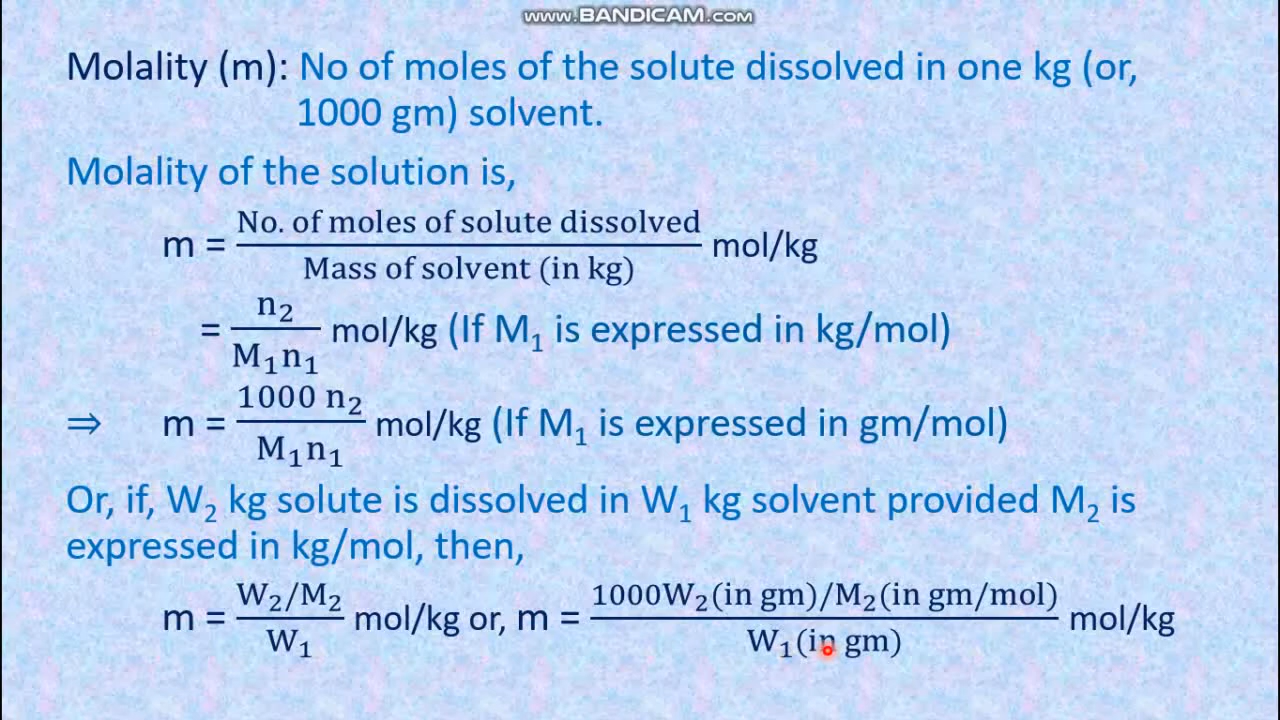 www.BANDICAM.com
Molality (m): No of moles of the solute dissolved in one kg (or,
1000 gm) solvent.
Molality of the solution is,
m = No. of moles of solute dissolved / Mass of solvent (in kg) mol/kg
= n₂ / M₁n₁ mol/kg (If M₁ is expressed in kg/mol)
⇒ m = 1000 n₂ / M₁n₁ mol/kg (If M₁ is expressed in gm/mol)
Or, if, W₂ kg solute is dissolved in W₁ kg solvent provided M₂ is
expressed in kg/mol, then,
m = W₂/M₂ / W₁ mol/kg or, m = 1000W₂(in gm)/M₂(in gm/mol) / W₁(in gm) mol/kg